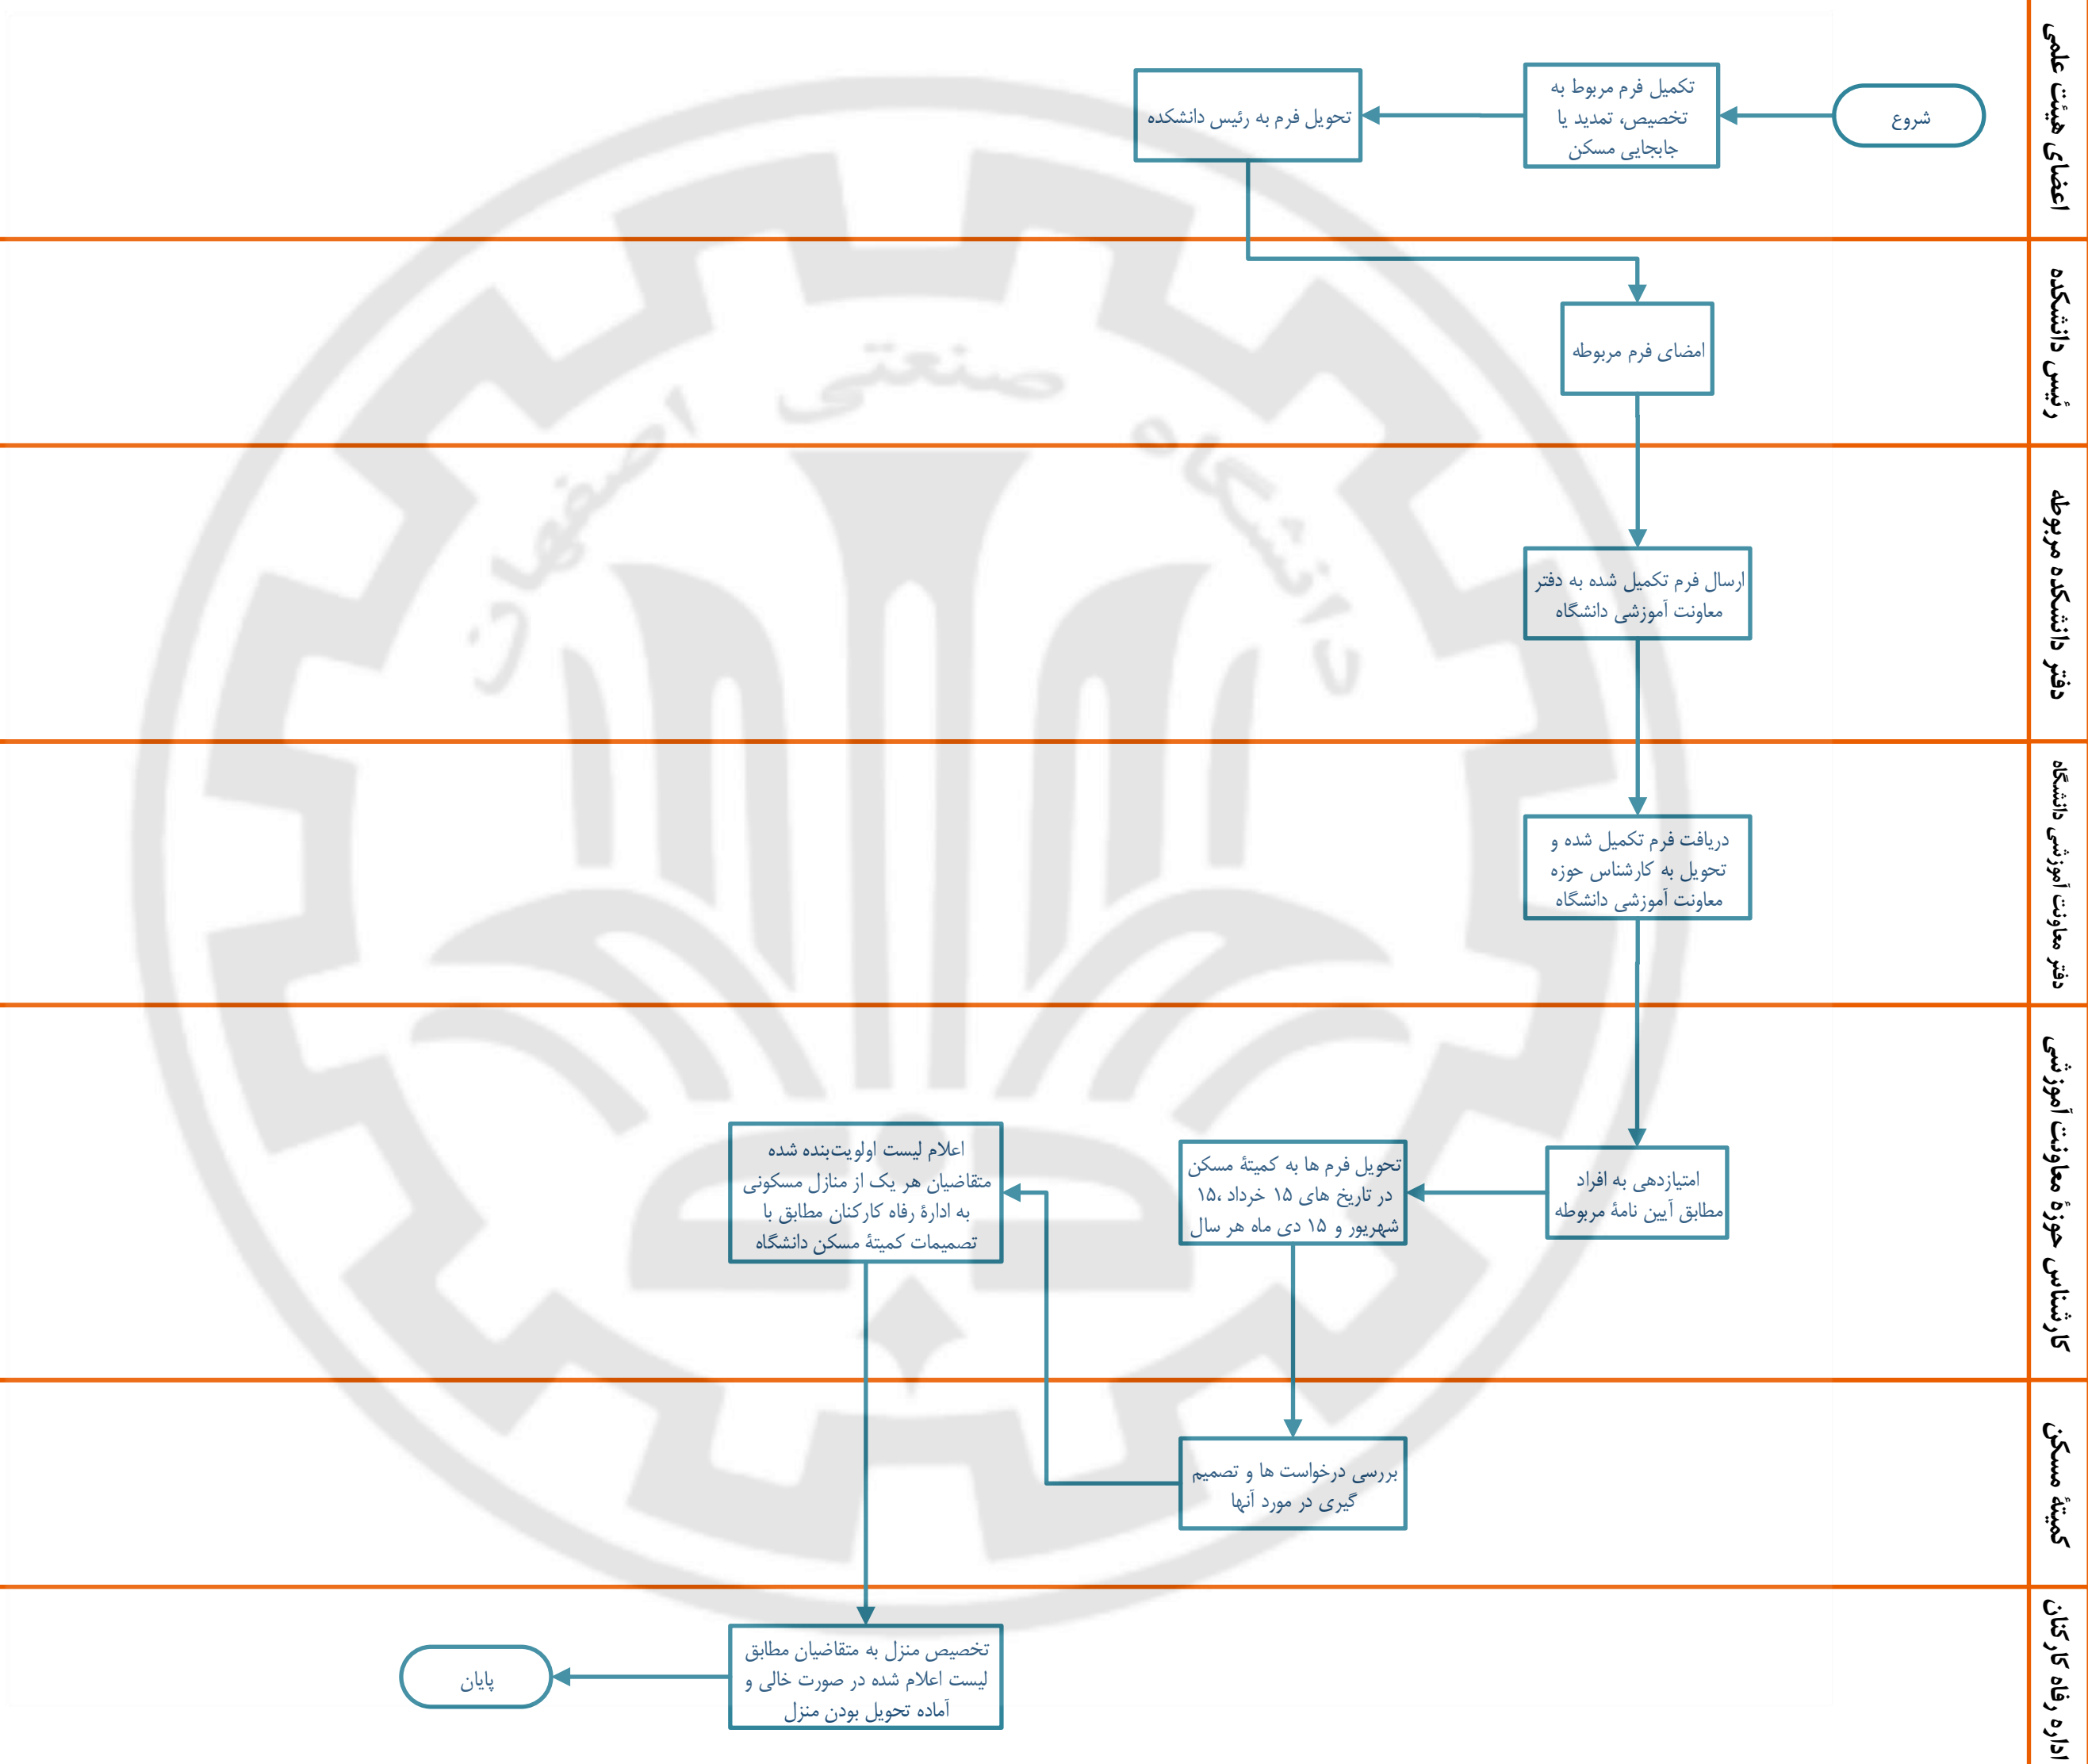 اعضای هیئت علمی
شروع
تکمیل فرم مربوط به
تخصیص، تمدید یا
جابجایی مسکن
تحویل فرم به رئیس دانشکده
رئیس دانشکده
امضای فرم مربوطه
دانشگاه صنعتی اصفهان
دفتر دانشکده مربوطه
ارسال فرم تکمیل شده به دفتر
معاونت آموزشی دانشگاه
دفتر معاونت آموزشی دانشگاه
دریافت فرم تکمیل شده و
تحویل به کارشناس حوزه
معاونت آموزشی دانشگاه
کارشناس حوزهٔ معاونت آموزشی
امتیازدهی به افراد
مطابق آیین نامهٔ مربوطه
تحویل فرم ها به کمیتهٔ مسکن
در تاریخ های ۱۵ خرداد ،۱۵
شهریور و ۱۵ دی ماه هر سال
اعلام لیست اولویت‌بنده شده
متقاضیان هر یک از منازل مسکونی
به ادارهٔ رفاه کارکنان مطابق با
تصمیمات کمیتهٔ مسکن دانشگاه
کمیتهٔ مسکن
بررسی درخواست ها و تصمیم
گیری در مورد آنها
اداره رفاه کارکنان
تخصیص منزل به متقاضیان مطابق
لیست اعلام شده در صورت خالی و
آماده تحویل بودن منزل
پایان